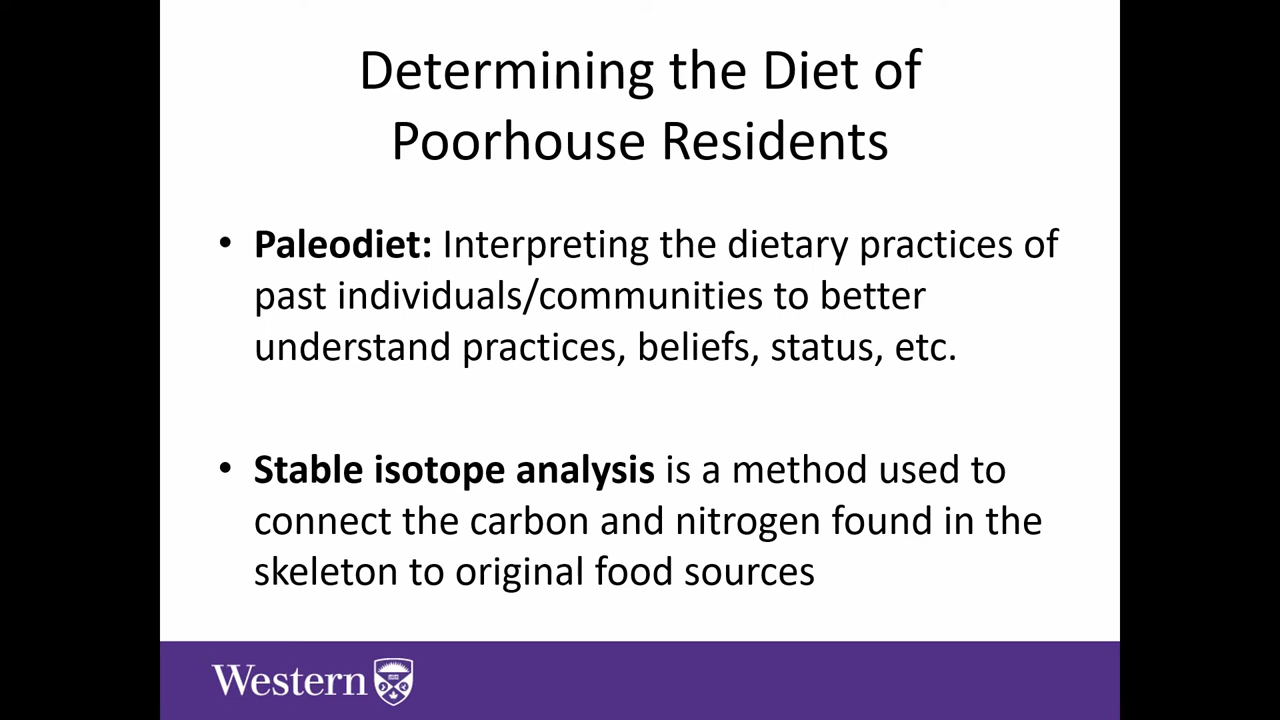 Determining the Diet of
Poorhouse Residents
• Paleodiet: Interpreting the dietary practices of
past individuals/communities to better
understand practices, beliefs, status, etc.
• Stable isotope analysis is a method used to
connect the carbon and nitrogen found in the
skeleton to original food sources
Western